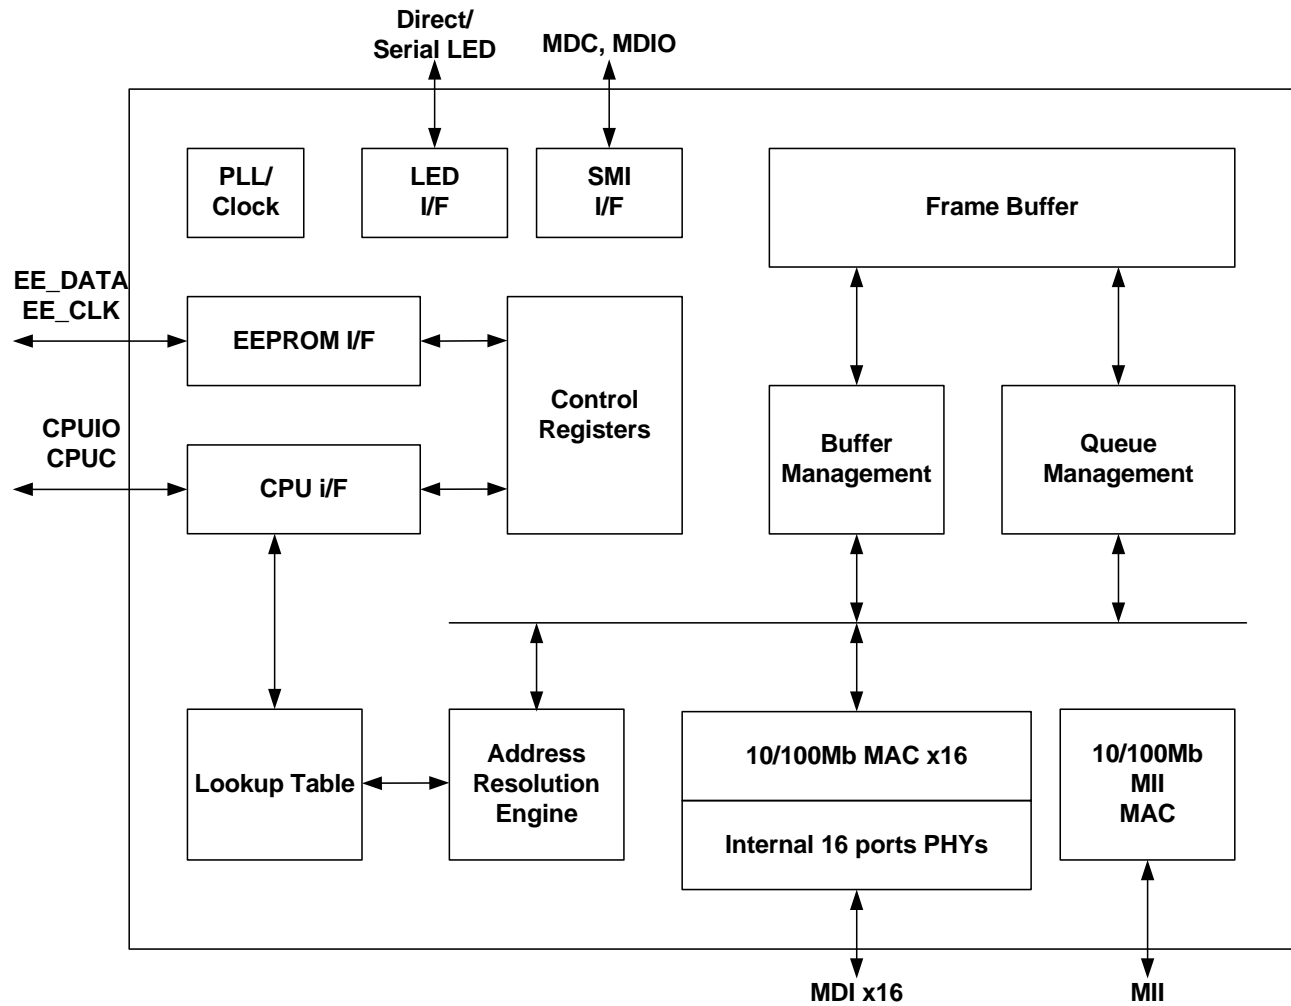 Direct/
Serial LED
MDC, MDIO
PLL/
Clock
LED
I/F
SMI
I/F
Frame Buffer
EE_DATA
EE_CLK
EEPROM I/F
Control
Registers
CPUIO
CPUC
CPU i/F
Buffer
Management
Queue
Management
Lookup Table
Address
Resolution
Engine
10/100Mb MAC x16
Internal 16 ports PHYs
10/100Mb
MII
MAC
MDI x16
MII